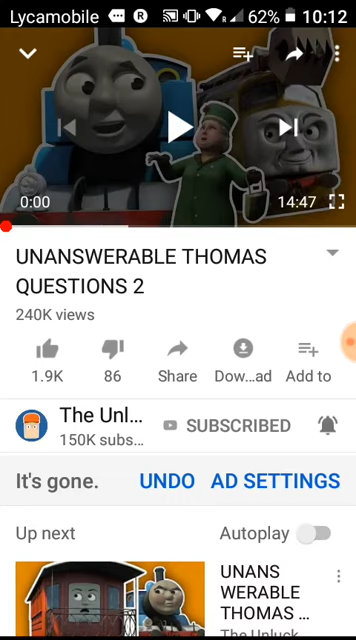 Lycamobile R R 62% 10:12
0:00 14:47
UNANSWERABLE THOMAS
QUESTIONS 2
240K views
1.9K 86 Share Dow...ad Add to
The Unl... SUBSCRIBED
150K subs...
It's gone. UNDO AD SETTINGS
Up next Autoplay
UNANS
WERABLE
THOMAS ...
The Unluck